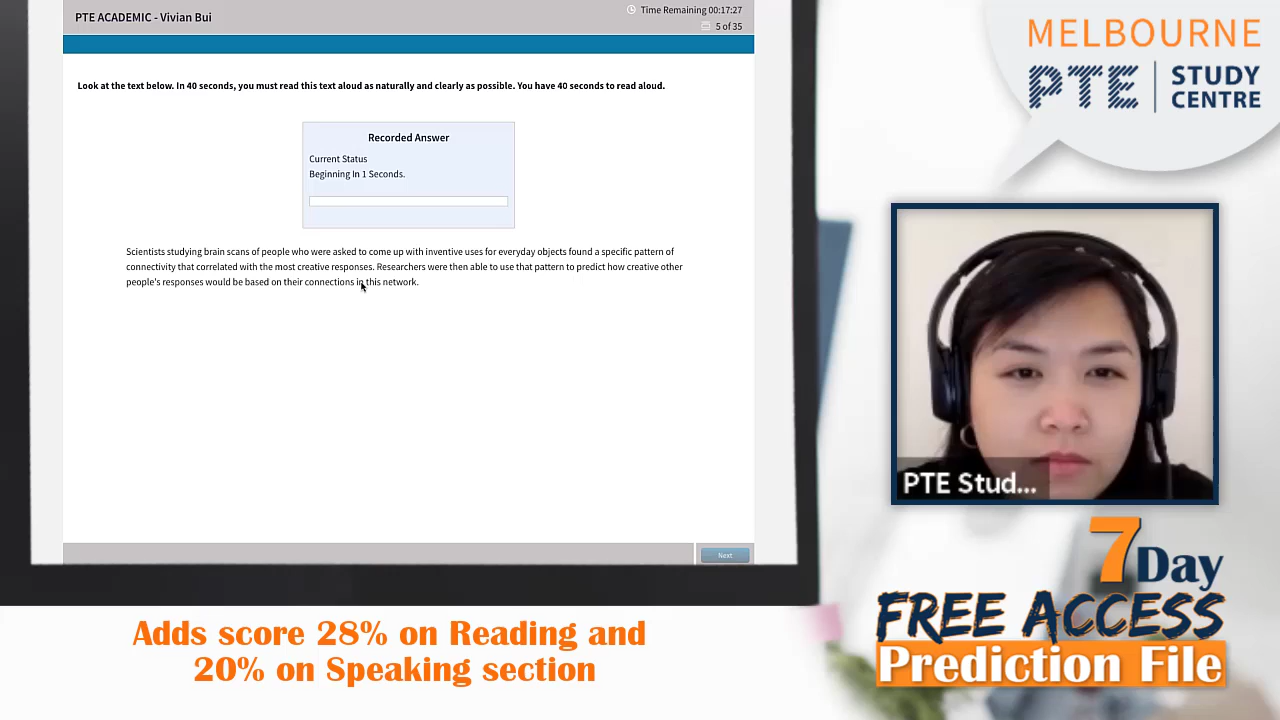 PTE ACADEMIC - Vivian Bui
Time Remaining 00:17:27
5 of 35
Look at the text below. In 40 seconds, you must read this text aloud as naturally and clearly as possible. You have 40 seconds to read aloud.
Recorded Answer
Current Status
Beginning In 1 Seconds.
Scientists studying brain scans of people who were asked to come up with inventive uses for everyday objects found a specific pattern of
connectivity that correlated with the most creative responses. Researchers were then able to use that pattern to predict how creative other
people's responses would be based on their connections in this network.
Next
MELBOURNE
PTE STUDY
CENTRE
PTE Stud...
7Day
FREE ACCESS
Prediction File
Adds score 28% on Reading and
20% on Speaking section